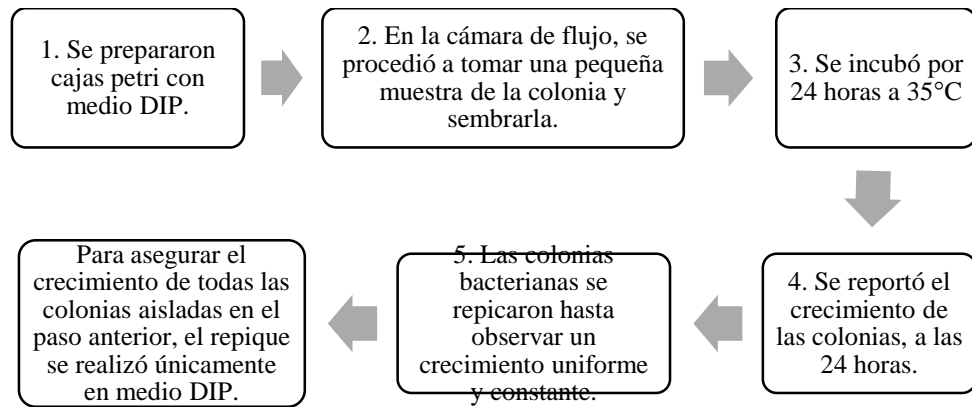 1. Se prepararon
cajas petri con
medio DIP.
2. En la cámara de flujo, se
procedió a tomar una pequeña
muestra de la colonia y
sembrarla.
3. Se incubó por
24 horas a 35°C
4. Se reportó el
crecimiento de
las colonias, a las
24 horas.
5. Las colonias
bacterianas se
repicaron hasta
observar un
crecimiento uniforme
y constante.
Para asegurar el
crecimiento de todas las
colonias aisladas en el
paso anterior, el repique
se realizó únicamente
en medio DIP.